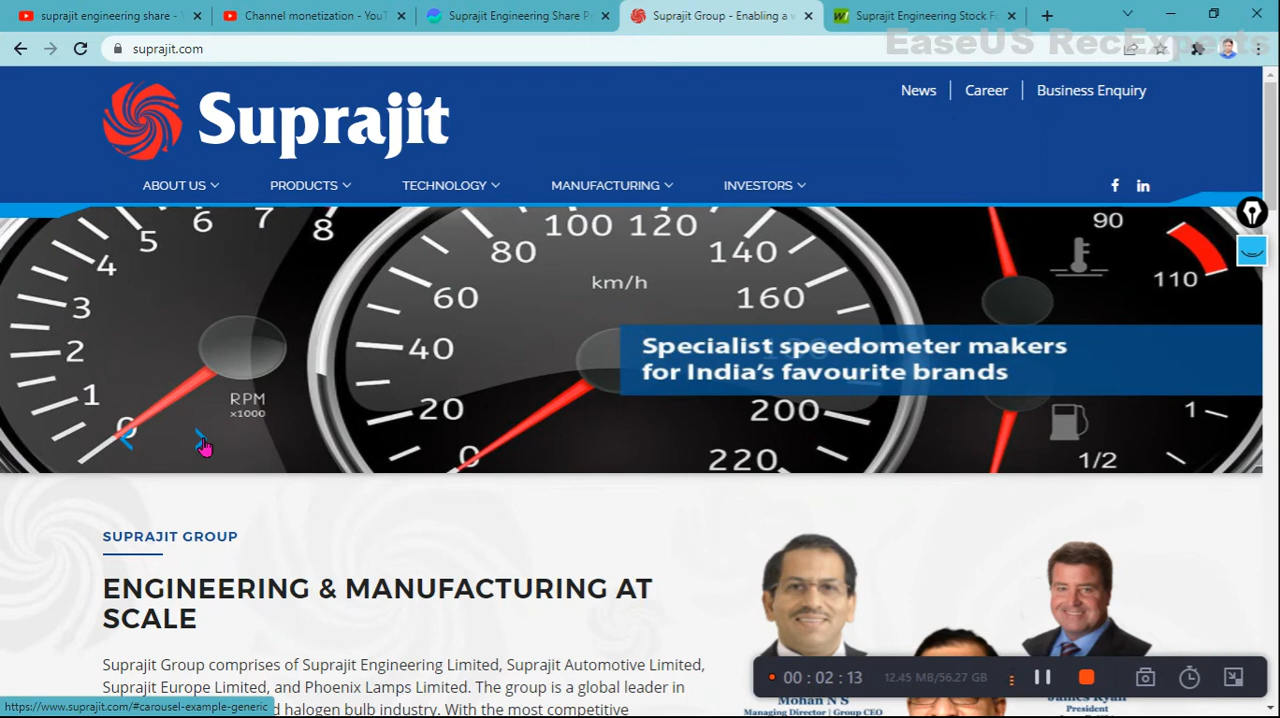 suprajit engineering share -
Channel monetization - YouT
Suprajit Engineering Share Pr
Suprajit Group - Enabling a w
Suprajit Engineering Stock Fo
suprajit.com
EaseUS RecExperts
News
Career
Business Enquiry
Suprajit
ABOUT US
PRODUCTS
TECHNOLOGY
MANUFACTURING
INVESTORS
f
in
0 1 2 3 4 5 6 7 8
RPM
x1000
0 20 40 60 80 100 120 140 160 200 220
km/h
90
110
1
1/2
Specialist speedometer makers
for India's favourite brands
SUPRAJIT GROUP
ENGINEERING & MANUFACTURING AT
SCALE
Suprajit Group comprises of Suprajit Engineering Limited, Suprajit Automotive Limited,
Suprajit Europe Limited, and Phoenix Lamps Limited. The group is a global leader in
d halogen bulb industry. With the most competitive
Mohan N S
Managing Director | Group CEO
James Ryan
President
00 : 02 : 13
12.45 MB/56.27 GB
https://www.suprajit.com/#carousel-example-generic